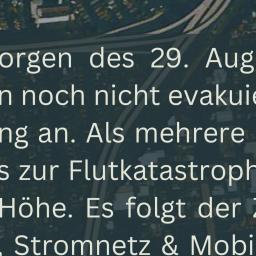 orgen des 29. Aug
n noch nicht evakuie
ng an. Als mehrere
s zur Flutkatastroph
Höhe. Es folgt der Z
. Stromnetz & Mobi